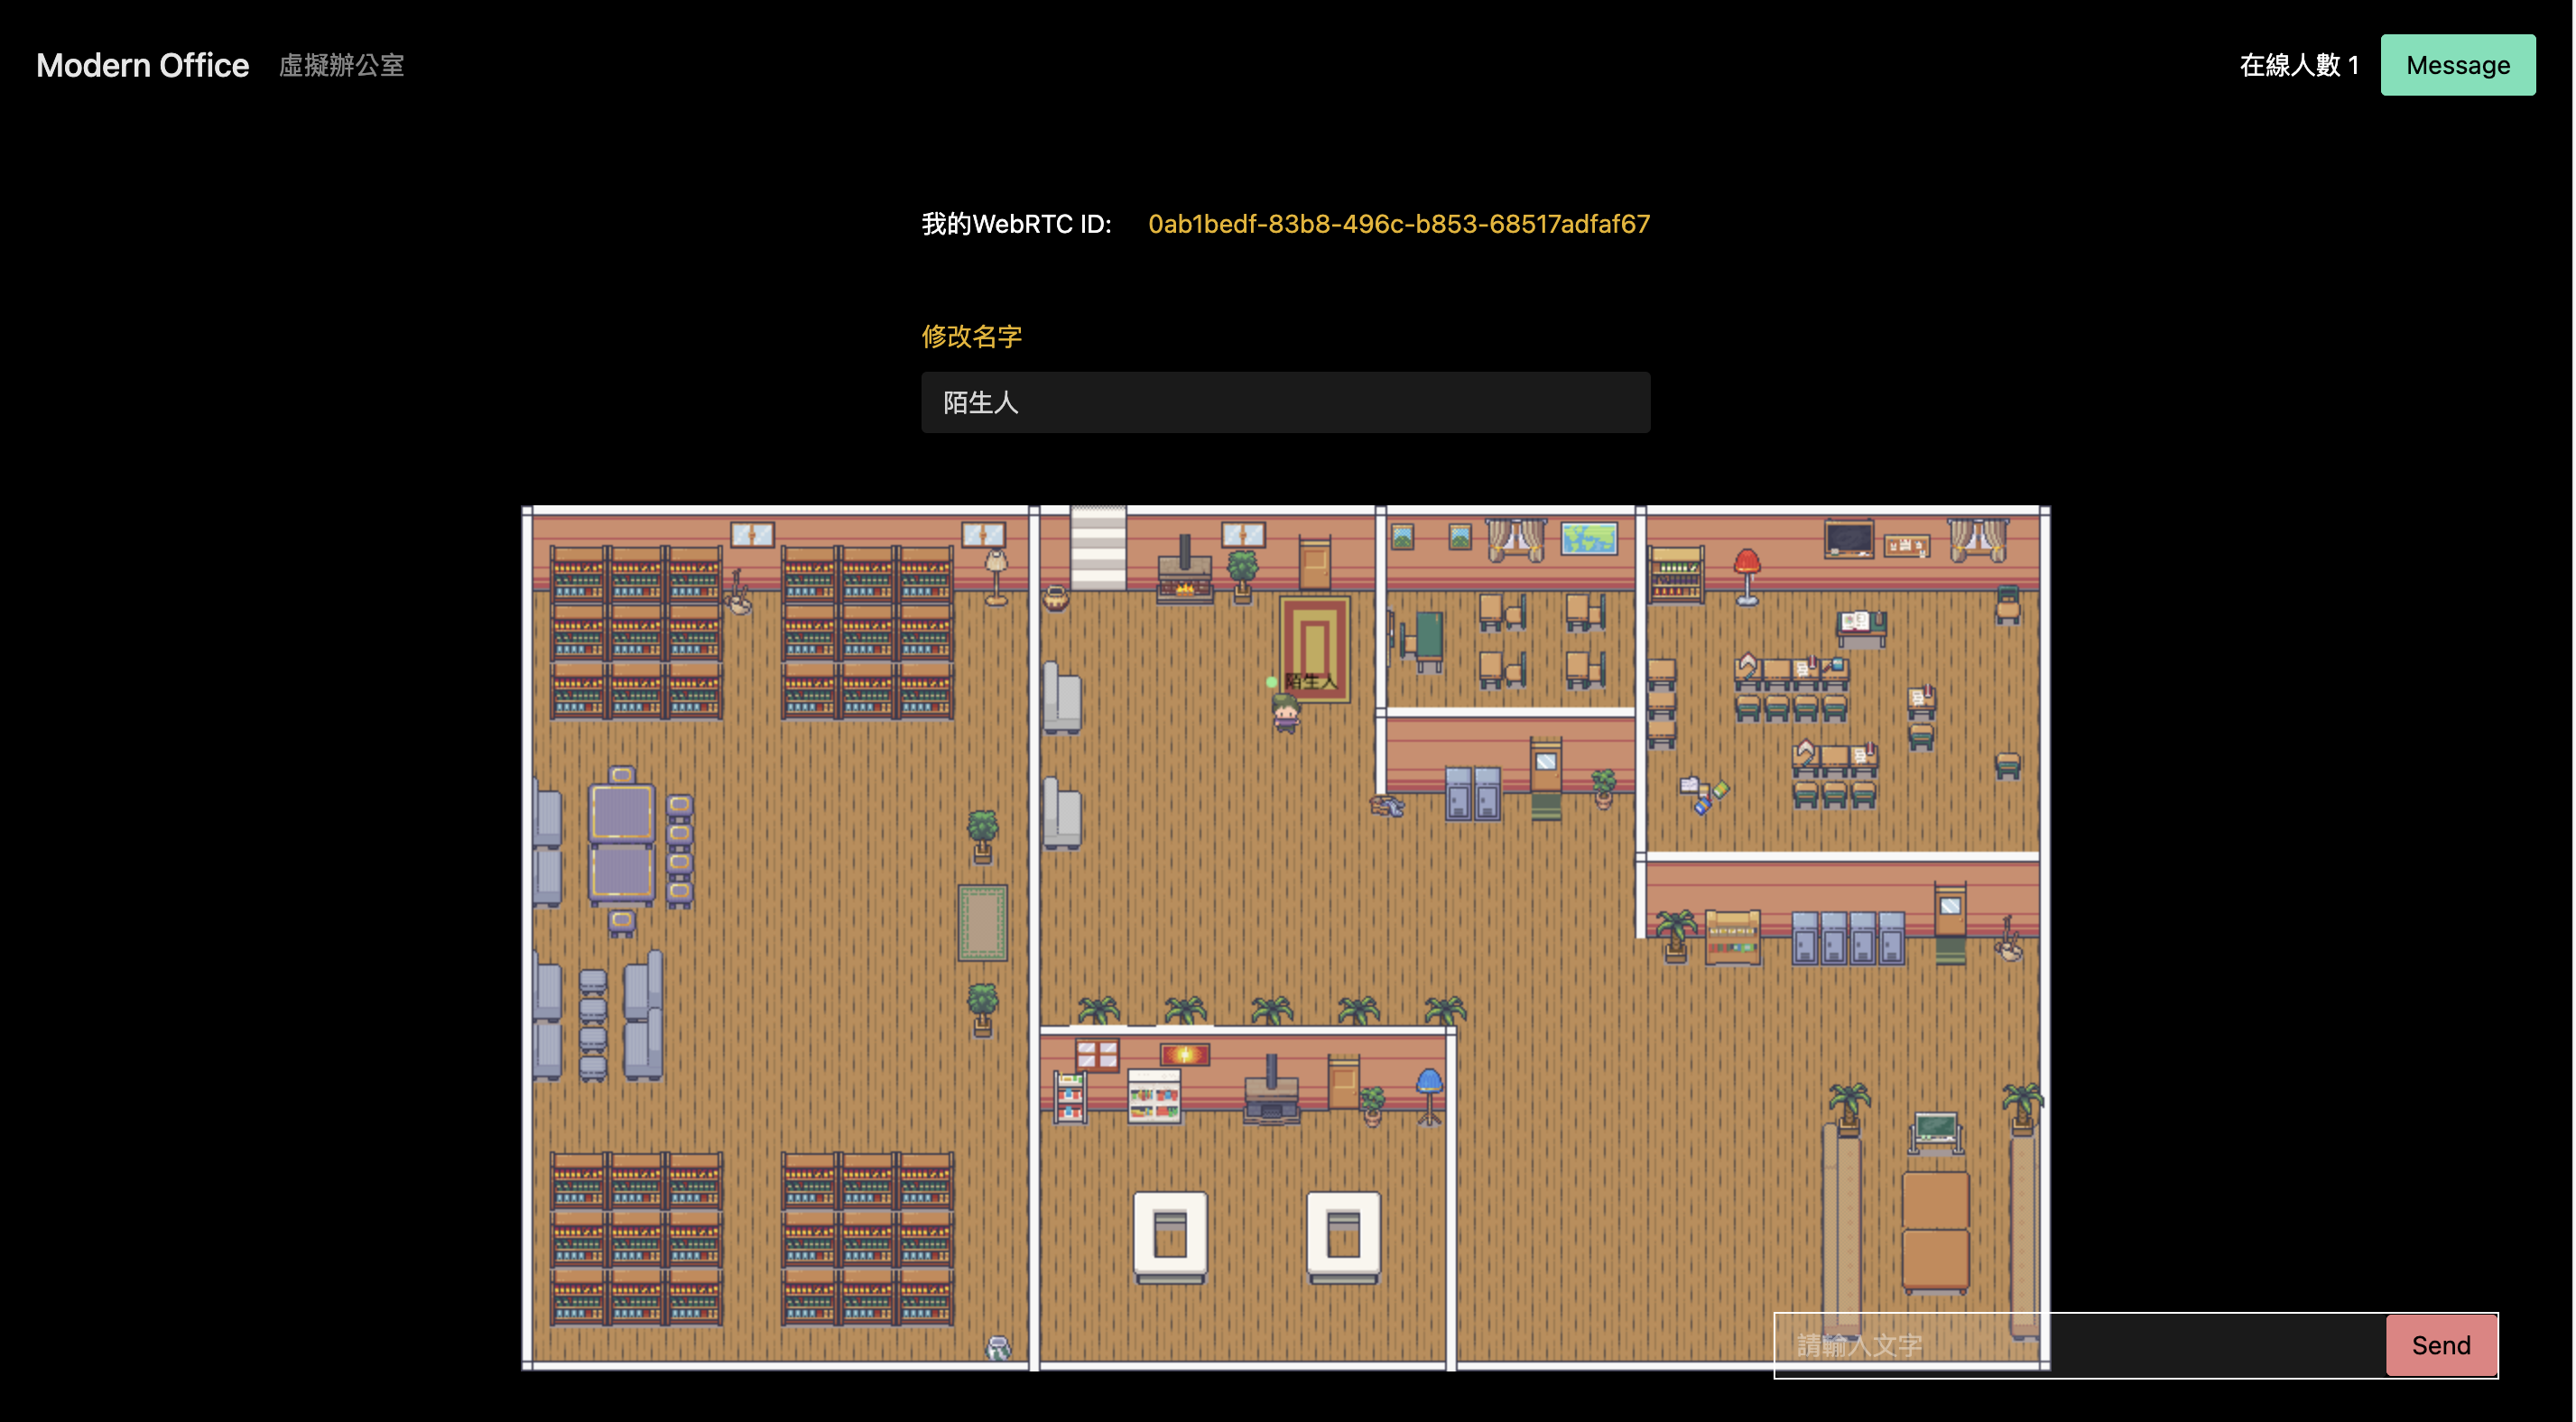 Modern Office 虛擬辦公室
在線人數 1 Message
我的WebRTC ID: 0ab1bedf-83b8-496c-b853-68517adfaf67
修改名字
陌生人
陌生人
請輸入文字 Send